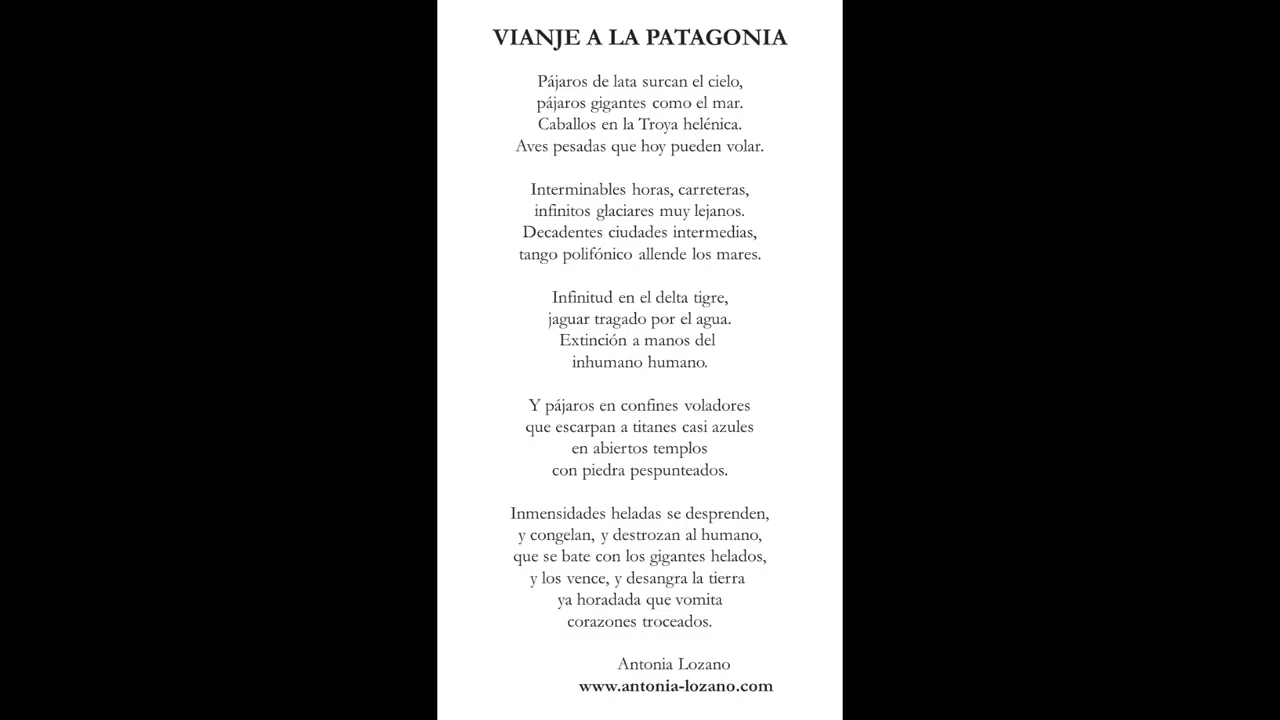 VIANJE A LA PATAGONIA
Pájaros de lata surcan el cielo,
pájaros gigantes como el mar.
Caballos en la Troya helénica.
Aves pesadas que hoy pueden volar.
Interminables horas, carreteras,
infinitos glaciares muy lejanos.
Decadentes ciudades intermedias,
tango polifónico allende los mares.
Infinitud en el delta tigre,
jaguar tragado por el agua.
Extinción a manos del
inhumano humano.
Y pájaros en confines voladores
que escarpan a titanes casi azules
en abiertos templos
con piedra pespunteados.
Inmensidades heladas se desprenden,
y congelan, y destrozan al humano,
que se bate con los gigantes helados,
y los vence, y desangra la tierra
ya horadada que vomita
corazones troceados.
Antonia Lozano
www.antonia-lozano.com